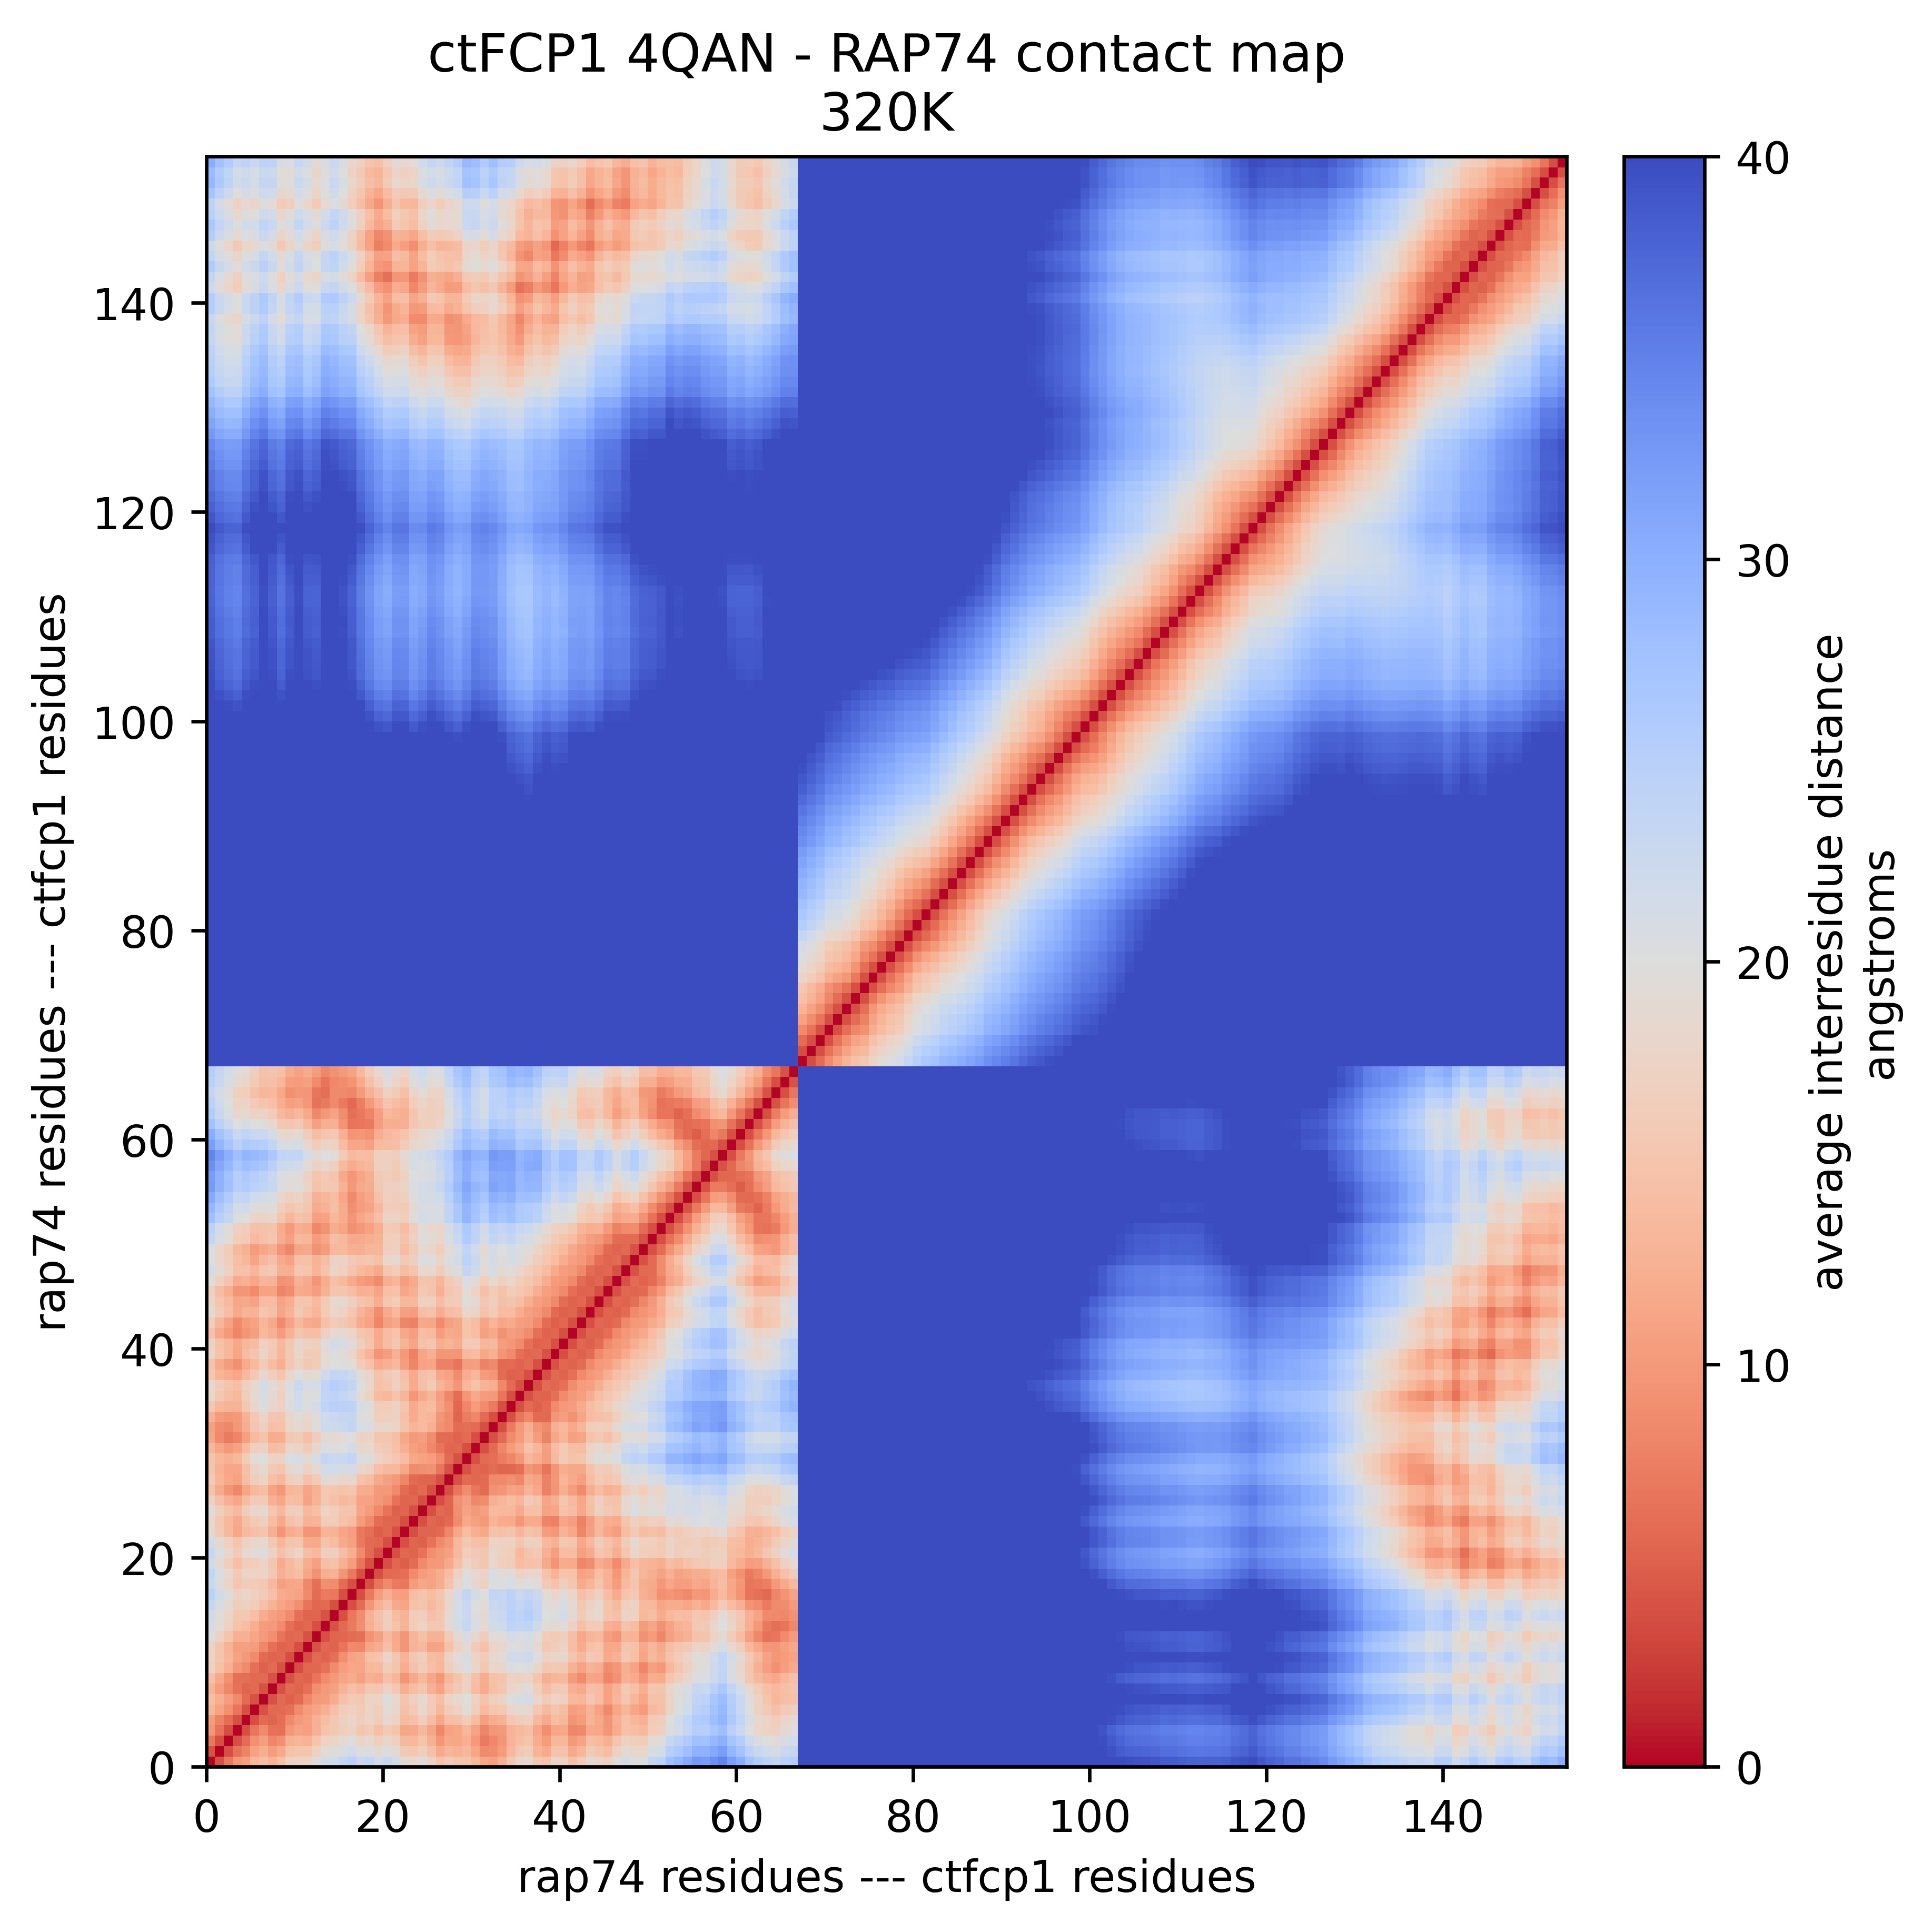 ctFCP1 4QAN - RAP74 contact map
320K
rap74 residues --- ctfcp1 residues
140
120
100
80
60
40
20
0
0 20 40 60 80 100 120 140
rap74 residues --- ctfcp1 residues
40
30
20
10
0
average interresidue distance
angstroms